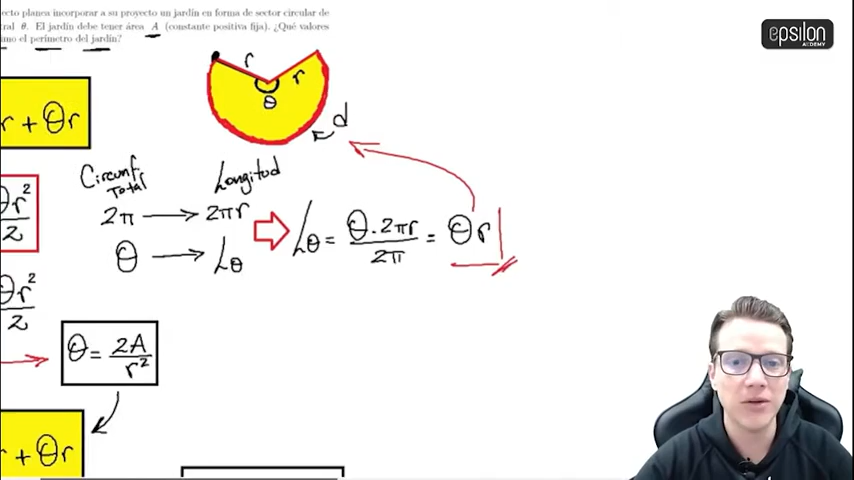 ecto planea incorporar a su proyecto un jardín en forma de sector circular de
tral θ. El jardín debe tener área A (constante positiva fija). ¿Qué valores
imo el perímetro del jardín?
epsilon
ACADEMY
r
r
θ
d
r + θr
Circunf. Total
Longitud
2π → 2πr
θ → Lθ
Lθ = θ·2πr/2π = θr
θr²/2
θr²/2
θ = 2A/r²
r + θr